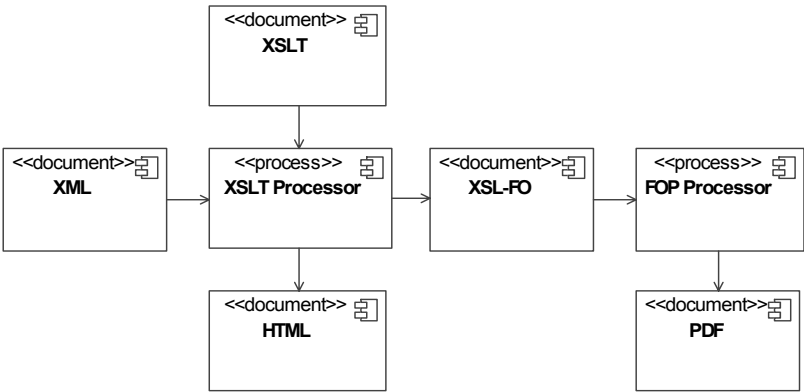 <<document>>
XSLT
<<document>>
XML
<<process>>
XSLT Processor
<<document>>
XSL-FO
<<process>>
FOP Processor
<<document>>
HTML
<<document>>
PDF